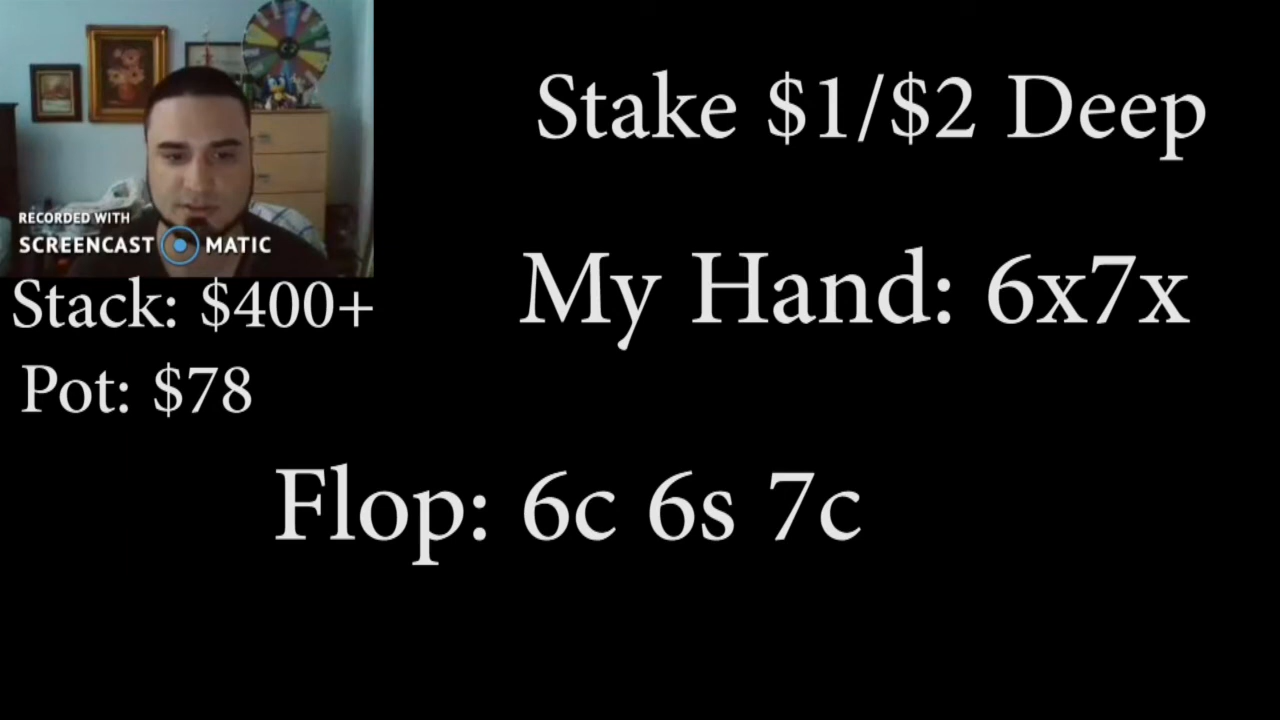 Stake $1/$2 Deep
RECORDED WITH
SCREENCAST MATIC
My Hand: 6x7x
Stack: $400+
Pot: $78
Flop: 6c 6s 7c